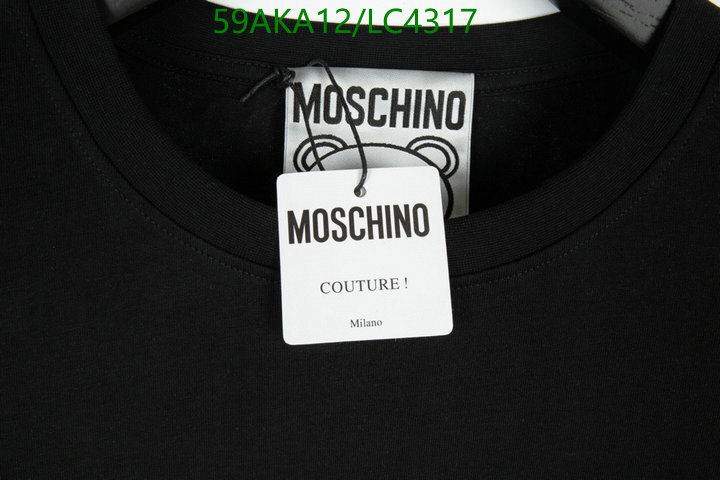 59AKA12/LC4317
MOSCHINO
MOSCHINO
COUTURE !
Milano